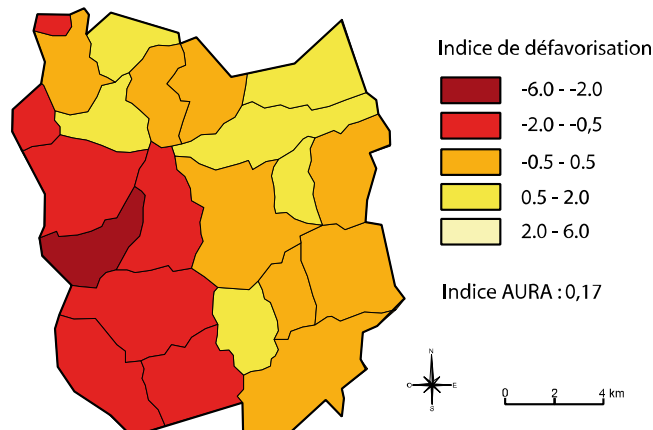 Indice de défavorisation
-6.0 - -2.0
-2.0 - -0,5
-0.5 - 0.5
0.5 - 2.0
2.0 - 6.0
Indice AURA : 0,17
N
O E
S
0 2 4 km